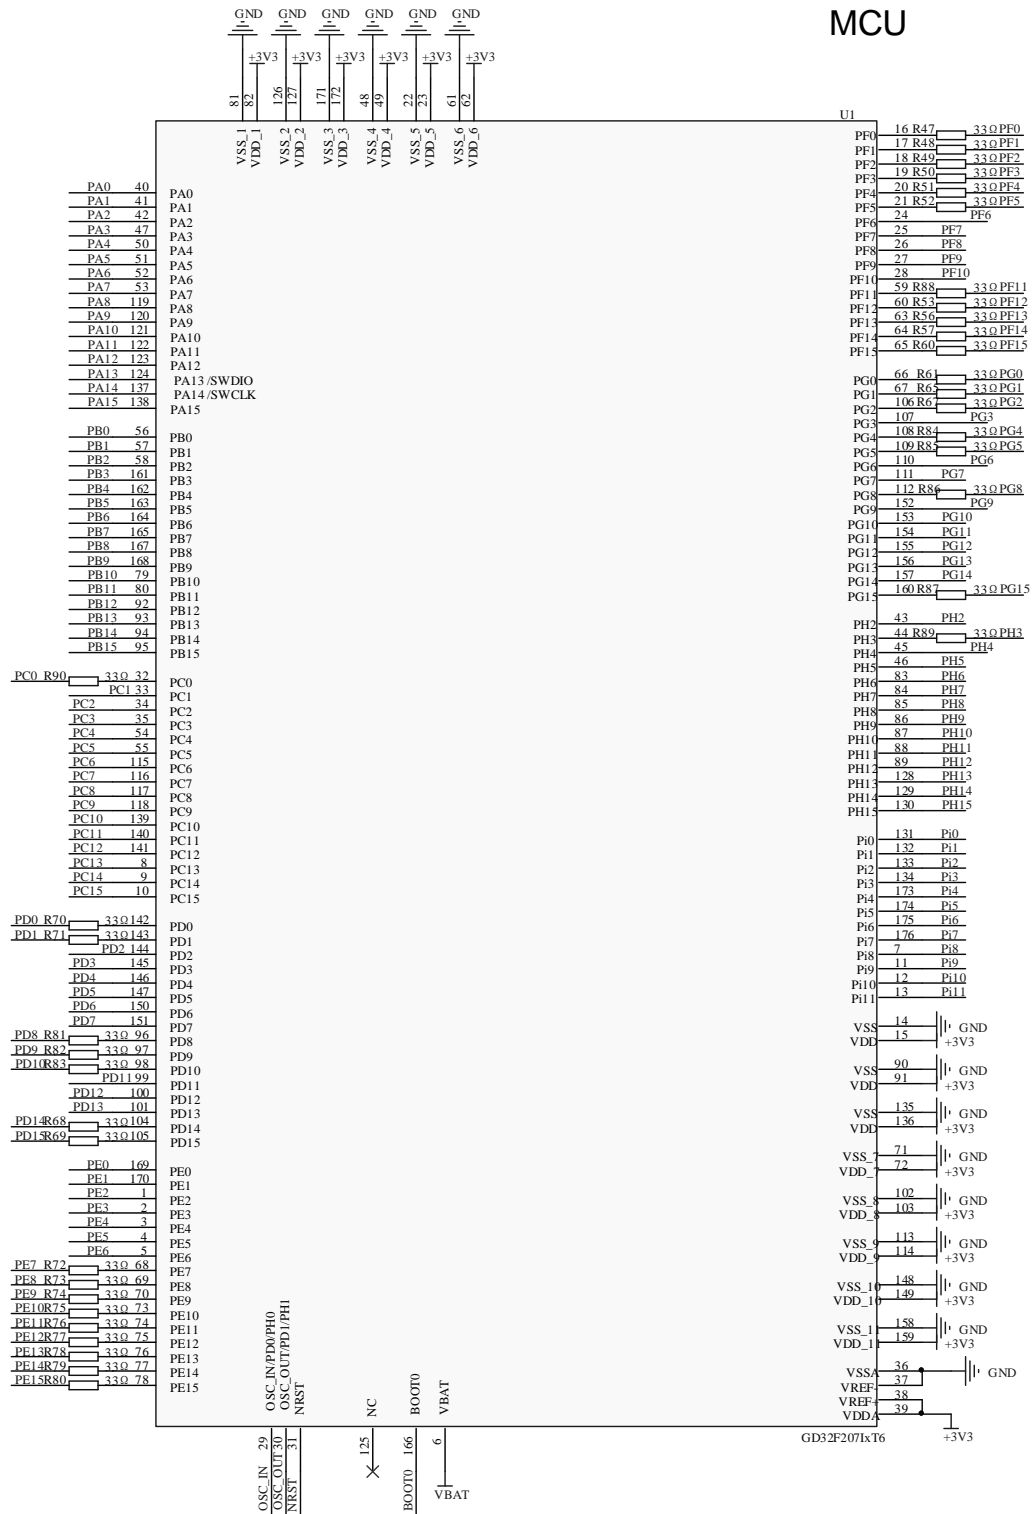 MCU
GND GND GND GND GND GND
+3V3 +3V3 +3V3 +3V3 +3V3 +3V3
81 82 126 127 171 172 48 49 22 23 61 62
VSS_1 VDD_1 VSS_2 VDD_2 VSS_3 VDD_3 VSS_4 VDD_4 VSS_5 VDD_5 VSS_6 VDD_6
U1
PA0 40 PA0
PA1 41 PA1
PA2 42 PA2
PA3 47 PA3
PA4 50 PA4
PA5 51 PA5
PA6 52 PA6
PA7 53 PA7
PA8 119 PA8
PA9 120 PA9
PA10 121 PA10
PA11 122 PA11
PA12 123 PA12
PA13 124 PA13 /SWDIO
PA14 137 PA14 /SWCLK
PA15 138 PA15
PB0 56 PB0
PB1 57 PB1
PB2 58 PB2
PB3 161 PB3
PB4 162 PB4
PB5 163 PB5
PB6 164 PB6
PB7 165 PB7
PB8 167 PB8
PB9 168 PB9
PB10 79 PB10
PB11 80 PB11
PB12 92 PB12
PB13 93 PB13
PB14 94 PB14
PB15 95 PB15
PC0 R90 33Ω 32 PC0
PC1 33 PC1
PC2 34 PC2
PC3 35 PC3
PC4 54 PC4
PC5 55 PC5
PC6 115 PC6
PC7 116 PC7
PC8 117 PC8
PC9 118 PC9
PC10 139 PC10
PC11 140 PC11
PC12 141 PC12
PC13 8 PC13
PC14 9 PC14
PC15 10 PC15
PD0 R70 33Ω 142 PD0
PD1 R71 33Ω 143 PD1
PD2 144 PD2
PD3 145 PD3
PD4 146 PD4
PD5 147 PD5
PD6 150 PD6
PD7 151 PD7
PD8 R81 33Ω 96 PD8
PD9 R82 33Ω 97 PD9
PD10 R83 33Ω 98 PD10
PD11 99 PD11
PD12 100 PD12
PD13 101 PD13
PD14 R68 33Ω 104 PD14
PD15 R69 33Ω 105 PD15
PE0 169 PE0
PE1 170 PE1
PE2 1 PE2
PE3 2 PE3
PE4 3 PE4
PE5 4 PE5
PE6 5 PE6
PE7 R72 33Ω 68 PE7
PE8 R73 33Ω 69 PE8
PE9 R74 33Ω 70 PE9
PE10 R75 33Ω 73 PE10
PE11 R76 33Ω 74 PE11
PE12 R77 33Ω 75 PE12
PE13 R78 33Ω 76 PE13
PE14 R79 33Ω 77 PE14
PE15 R80 33Ω 78 PE15
PF0 16 R47 33Ω PF0
PF1 17 R48 33Ω PF1
PF2 18 R49 33Ω PF2
PF3 19 R50 33Ω PF3
PF4 20 R51 33Ω PF4
PF5 21 R52 33Ω PF5
PF6 24 PF6
PF7 25 PF7
PF8 26 PF8
PF9 27 PF9
PF10 28 PF10
PF11 59 R88 33Ω PF11
PF12 60 R53 33Ω PF12
PF13 63 R56 33Ω PF13
PF14 64 R57 33Ω PF14
PF15 65 R60 33Ω PF15
PG0 66 R61 33Ω PG0
PG1 67 R65 33Ω PG1
PG2 106 R67 33Ω PG2
PG3 107 PG3
PG4 108 R84 33Ω PG4
PG5 109 R85 33Ω PG5
PG6 110 PG6
PG7 111 PG7
PG8 112 R86 33Ω PG8
PG9 152 PG9
PG10 153 PG10
PG11 154 PG11
PG12 155 PG12
PG13 156 PG13
PG14 157 PG14
PG15 160 R87 33Ω PG15
PH2 43 PH2
PH3 44 R89 33Ω PH3
PH4 45 PH4
PH5 46 PH5
PH6 83 PH6
PH7 84 PH7
PH8 85 PH8
PH9 86 PH9
PH10 87 PH10
PH11 88 PH11
PH12 89 PH12
PH13 128 PH13
PH14 129 PH14
PH15 130 PH15
Pi0 131 Pi0
Pi1 132 Pi1
Pi2 133 Pi2
Pi3 134 Pi3
Pi4 173 Pi4
Pi5 174 Pi5
Pi6 175 Pi6
Pi7 176 Pi7
Pi8 7 Pi8
Pi9 11 Pi9
Pi10 12 Pi10
Pi11 13 Pi11
VSS 14 GND
VDD 15 +3V3
VSS 90 GND
VDD 91 +3V3
VSS 135 GND
VDD 136 +3V3
VSS_7 71 GND
VDD_7 72 +3V3
VSS_8 102 GND
VDD_8 103 +3V3
VSS_9 113 GND
VDD_9 114 +3V3
VSS_10 148 GND
VDD_10 149 +3V3
VSS_11 158 GND
VDD_11 159 +3V3
VSSA 36 GND
VREF- 37
VREF+ 38
VDDA 39 +3V3
GD32F207IxT6
OSC_IN/PD0/PH0 29 OSC_IN
OSC_OUT/PD1/PH1 30 OSC_OUT
NRST 31 NRST
NC 125
BOOT0 166 BOOT0
VBAT 6 VBAT